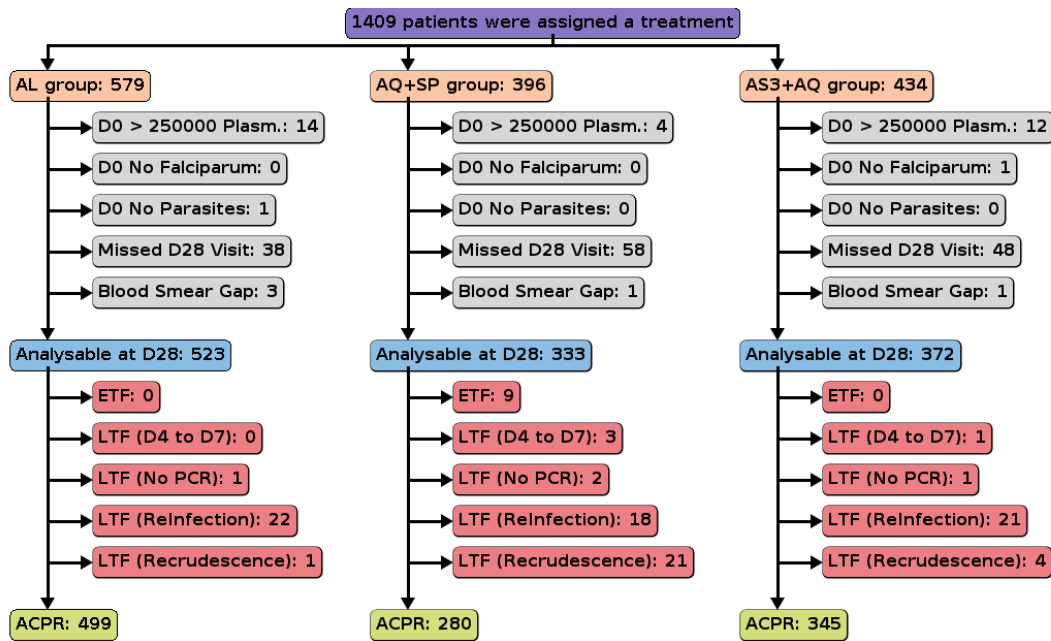 1409 patients were assigned a treatment
AL group: 579
D0 > 250000 Plasm.: 14
D0 No Falciparum: 0
D0 No Parasites: 1
Missed D28 Visit: 38
Blood Smear Gap: 3
Analysable at D28: 523
ETF: 0
LTF (D4 to D7): 0
LTF (No PCR): 1
LTF (ReInfection): 22
LTF (Recrudescence): 1
ACPR: 499
AQ+SP group: 396
D0 > 250000 Plasm.: 4
D0 No Falciparum: 0
D0 No Parasites: 0
Missed D28 Visit: 58
Blood Smear Gap: 1
Analysable at D28: 333
ETF: 9
LTF (D4 to D7): 3
LTF (No PCR): 2
LTF (ReInfection): 18
LTF (Recrudescence): 21
ACPR: 280
AS3+AQ group: 434
D0 > 250000 Plasm.: 12
D0 No Falciparum: 1
D0 No Parasites: 0
Missed D28 Visit: 48
Blood Smear Gap: 1
Analysable at D28: 372
ETF: 0
LTF (D4 to D7): 1
LTF (No PCR): 1
LTF (ReInfection): 21
LTF (Recrudescence): 4
ACPR: 345